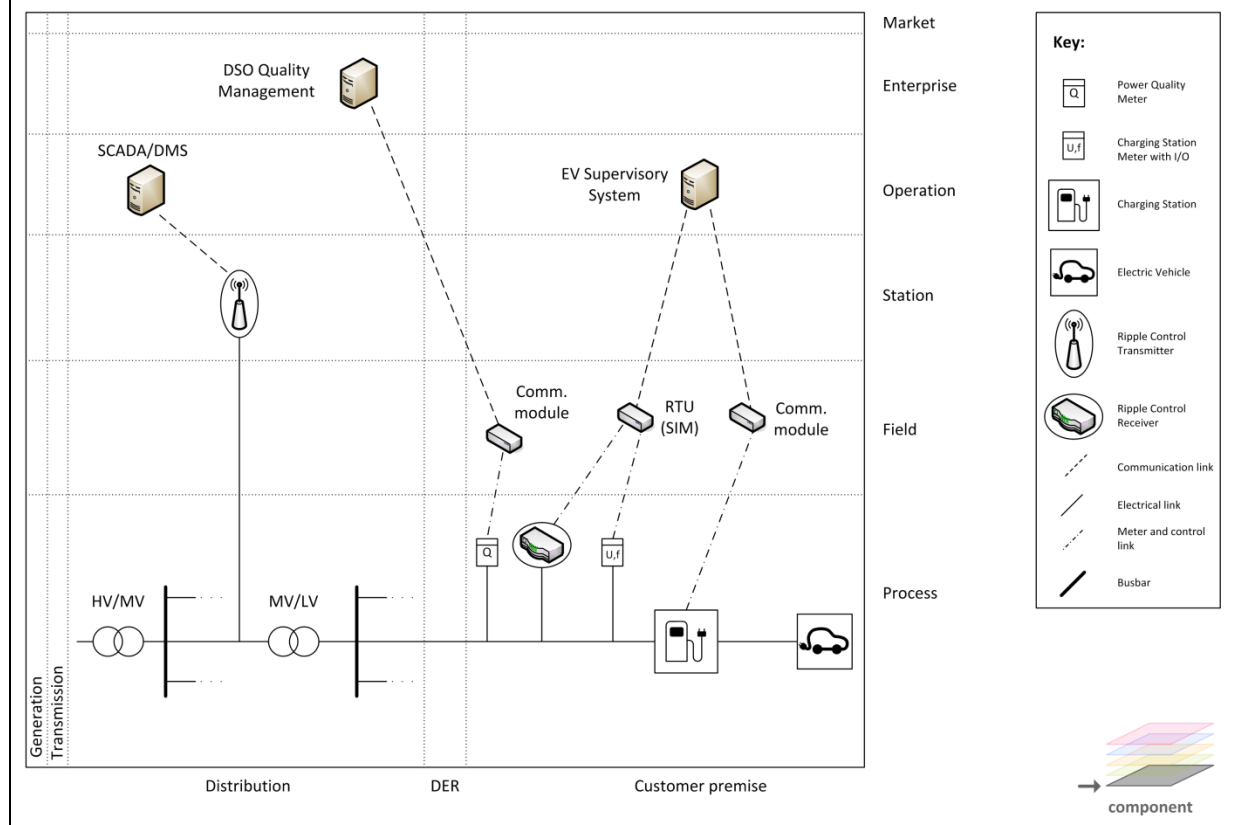 Market
DSO Quality
Management
Enterprise
SCADA/DMS
EV Supervisory
System
Operation
Station
Comm.
module
RTU
(SIM)
Comm.
module
Field
Q
U,f
HV/MV
MV/LV
Process
Generation
Transmission
Distribution
DER
Customer premise
Key:
Q
Power Quality
Meter
U,f
Charging Station
Meter with I/O
Charging Station
Electric Vehicle
Ripple Control
Transmitter
Ripple Control
Receiver
Communication link
Electrical link
Meter and control
link
Busbar
component